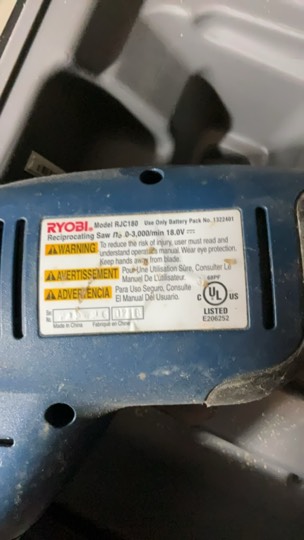 RYOBI® Model RJC180 Use Only Battery Pack No. 1322401
Reciprocating Saw n₀ 0-3,000/min 18.0V ⎓
WARNING To reduce the risk of injury, user must read and
understand operator's manual. Wear eye protection.
Keep hands away from blade.
AVERTISSEMENT Pour Une Utilisation Sûre, Consulter Le
Manuel De L'utilisateur.
ADVERTENCIA Para Uso Seguro, Consulte
El Manual Del Usuario.
C UL US
LISTED
E206252
Made in China Fabriqué en Chine